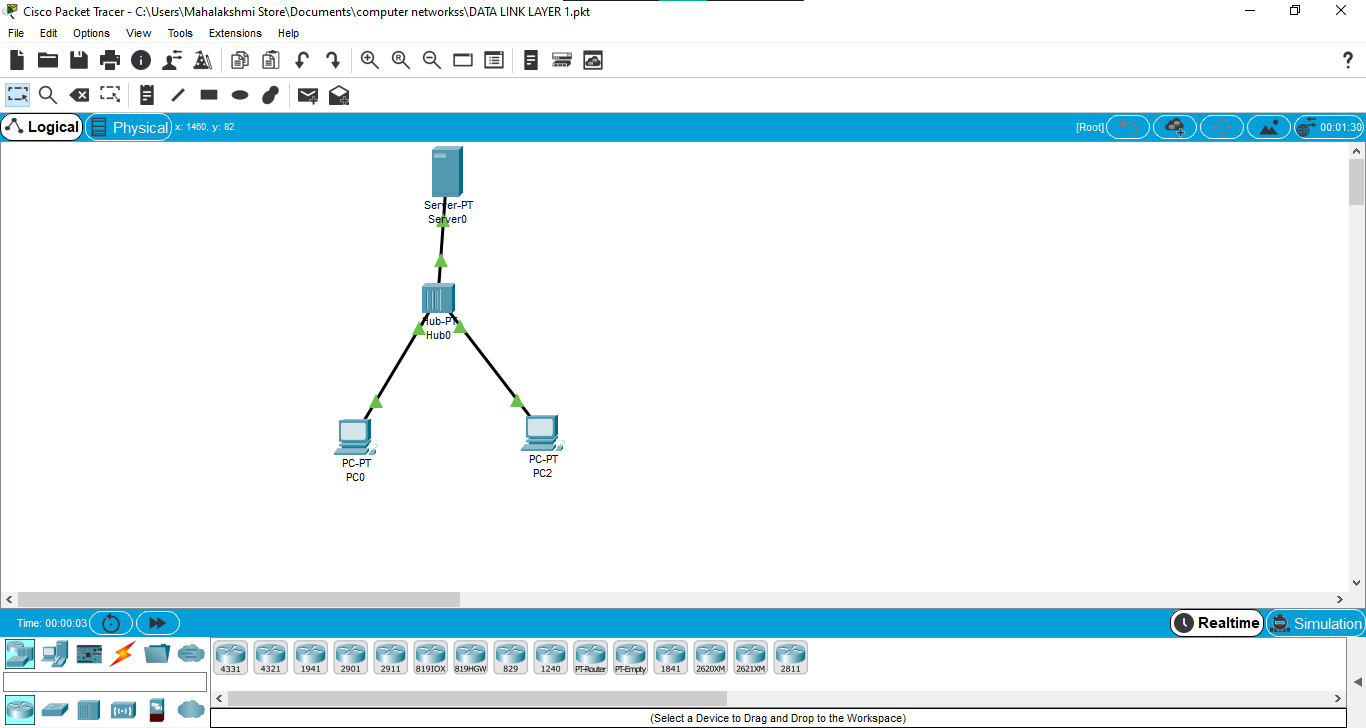 Cisco Packet Tracer - C:\Users\Mahalakshmi Store\Documents\computer networkss\DATA LINK LAYER 1.pkt
File Edit Options View Tools Extensions Help
Logical Physical x: 1460, y: 82 [Root] 00:01:30
Server-PT
Server0
Hub-PT
Hub0
PC-PT
PC0
PC-PT
PC2
Time: 00:00:03 Realtime Simulation
4331 4321 1941 2901 2911 819IOX 819HGW 829 1240 PT-Router PT-Empty 1841 2620XM 2621XM 2811
(Select a Device to Drag and Drop to the Workspace)